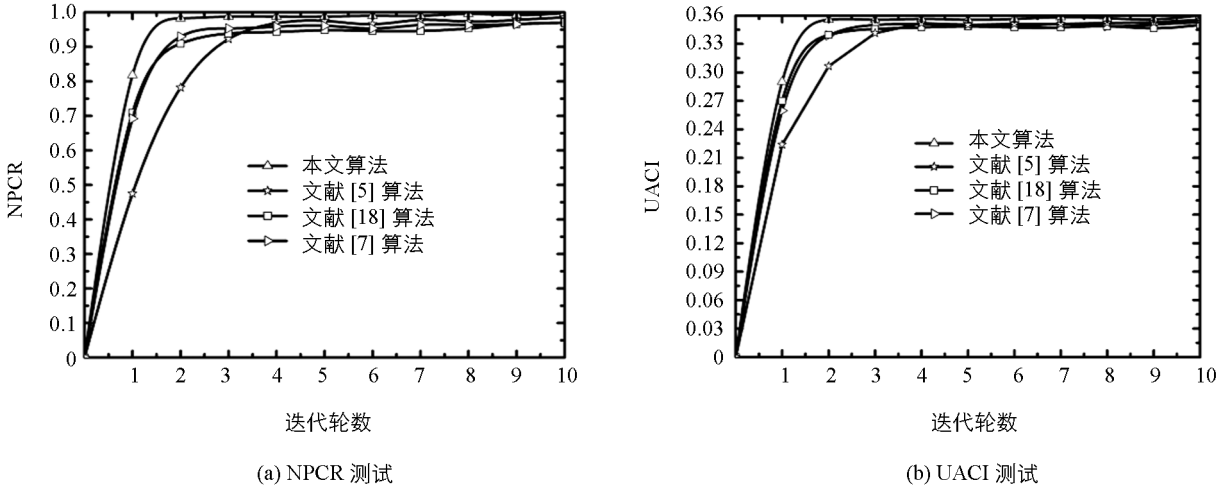 1.0
0.9
0.8
0.7
0.6
0.5
0.4
0.3
0.2
0.1
0
NPCR
本文算法
文献 [5] 算法
文献 [18] 算法
文献 [7] 算法
1 2 3 4 5 6 7 8 9 10
迭代轮数
(a) NPCR 测试
0.36
0.33
0.30
0.27
0.24
0.21
0.18
0.15
0.12
0.09
0.06
0.03
0
UACI
本文算法
文献 [5] 算法
文献 [18] 算法
文献 [7] 算法
1 2 3 4 5 6 7 8 9 10
迭代轮数
(b) UACI 测试